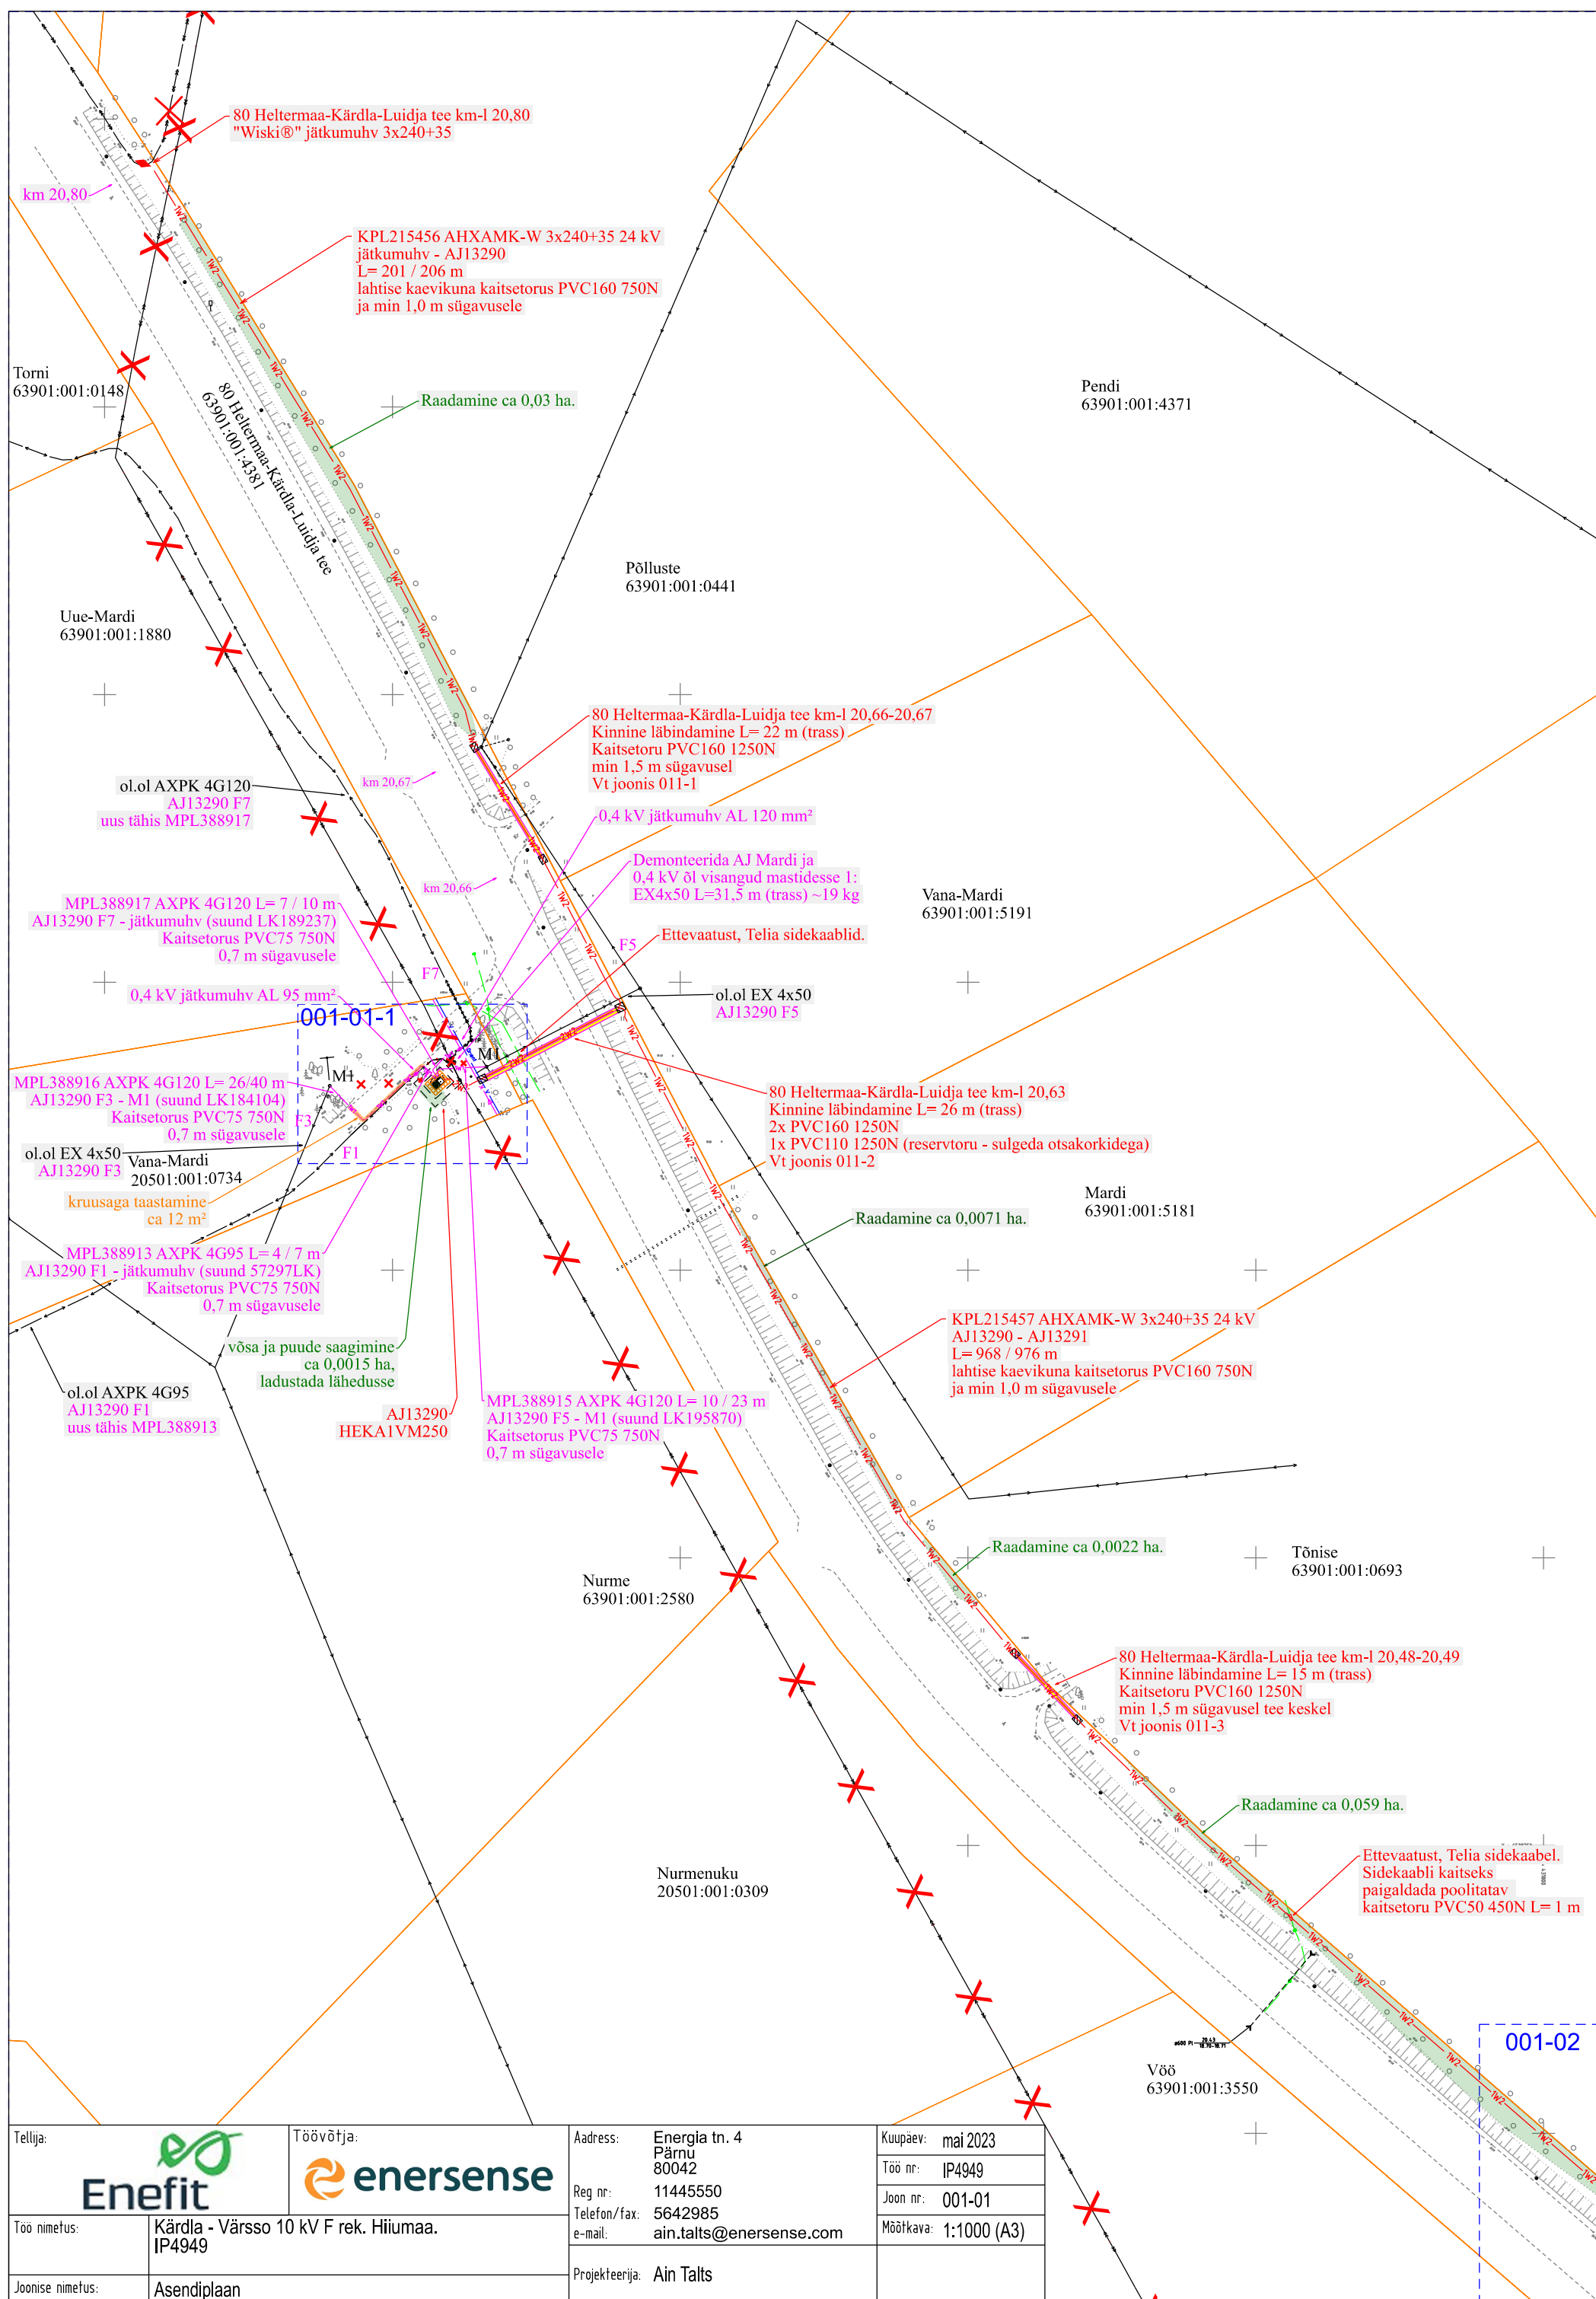 80 Heltermaa-Kärdla-Luidja tee km-l 20,80
"Wiski®" jätkumuhv 3x240+35
km 20,80
KPL215456 AHXAMK-W 3x240+35 24 kV
jätkumuhv - AJ13290
L= 201 / 206 m
lahtise kaevikuna kaitsetorus PVC160 750N
ja min 1,0 m sügavusele
Torni
63901:001:0148
80 Heltermaa-Kärdla-Luidja tee
63901:001:4381
Raadamine ca 0,03 ha.
Pendi
63901:001:4371
Põlluste
63901:001:0441
Uue-Mardi
63901:001:1880
80 Heltermaa-Kärdla-Luidja tee km-l 20,66-20,67
Kinnine läbindamine L= 22 m (trass)
Kaitsetoru PVC160 1250N
min 1,5 m sügavusel
Vt joonis 011-1
km 20,67
ol.ol AXPK 4G120
AJ13290 F7
uus tähis MPL388917
0,4 kV jätkumuhv AL 120 mm²
Demonteerida AJ Mardi ja
0,4 kV õl visangud mastidesse 1:
EX4x50 L=31,5 m (trass) ~19 kg
km 20,66
Vana-Mardi
63901:001:5191
MPL388917 AXPK 4G120 L= 7 / 10 m
AJ13290 F7 - jätkumuhv (suund LK189237)
Kaitsetorus PVC75 750N
0,7 m sügavusele
Ettevaatust, Telia sidekaablid.
F5
F7
0,4 kV jätkumuhv AL 95 mm²
ol.ol EX 4x50
AJ13290 F5
001-01-1
M1
M1
MPL388916 AXPK 4G120 L= 26/40 m
AJ13290 F3 - M1 (suund LK184104)
Kaitsetorus PVC75 750N
0,7 m sügavusele
F3
F1
80 Heltermaa-Kärdla-Luidja tee km-l 20,63
Kinnine läbindamine L= 26 m (trass)
2x PVC160 1250N
1x PVC110 1250N (reservtoru - sulgeda otsakorkidega)
Vt joonis 011-2
ol.ol EX 4x50
AJ13290 F3
Vana-Mardi
20501:001:0734
kruusaga taastamine
ca 12 m²
Mardi
63901:001:5181
Raadamine ca 0,0071 ha.
MPL388913 AXPK 4G95 L= 4 / 7 m
AJ13290 F1 - jätkumuhv (suund 57297LK)
Kaitsetorus PVC75 750N
0,7 m sügavusele
KPL215457 AHXAMK-W 3x240+35 24 kV
AJ13290 - AJ13291
L= 968 / 976 m
lahtise kaevikuna kaitsetorus PVC160 750N
ja min 1,0 m sügavusele
võsa ja puude saagimine
ca 0,0015 ha,
ladustada lähedusse
ol.ol AXPK 4G95
AJ13290 F1
uus tähis MPL388913
AJ13290
HEKA1VM250
MPL388915 AXPK 4G120 L= 10 / 23 m
AJ13290 F5 - M1 (suund LK195870)
Kaitsetorus PVC75 750N
0,7 m sügavusele
Raadamine ca 0,0022 ha.
Tõnise
63901:001:0693
Nurme
63901:001:2580
80 Heltermaa-Kärdla-Luidja tee km-l 20,48-20,49
Kinnine läbindamine L= 15 m (trass)
Kaitsetoru PVC160 1250N
min 1,5 m sügavusel tee keskel
Vt joonis 011-3
Raadamine ca 0,059 ha.
Ettevaatust, Telia sidekaabel.
Sidekaabli kaitseks
paigaldada poolitatav
kaitsetoru PVC50 450N L= 1 m
Nurmenuku
20501:001:0309
001-02
Vöö
63901:001:3550
Tellija:
Enefit
Töövõtja:
enersense
Aadress: Energia tn. 4
Pärnu
80042
Reg nr: 11445550
Telefon/fax: 5642985
e-mail: ain.talts@enersense.com
Kuupäev: mai 2023
Töö nr: IP4949
Joon nr: 001-01
Mõõtkava: 1:1000 (A3)
Töö nimetus: Kärdla - Värsso 10 kV F rek. Hiiumaa.
IP4949
Projekteerija: Ain Talts
Joonise nimetus: Asendiplaan